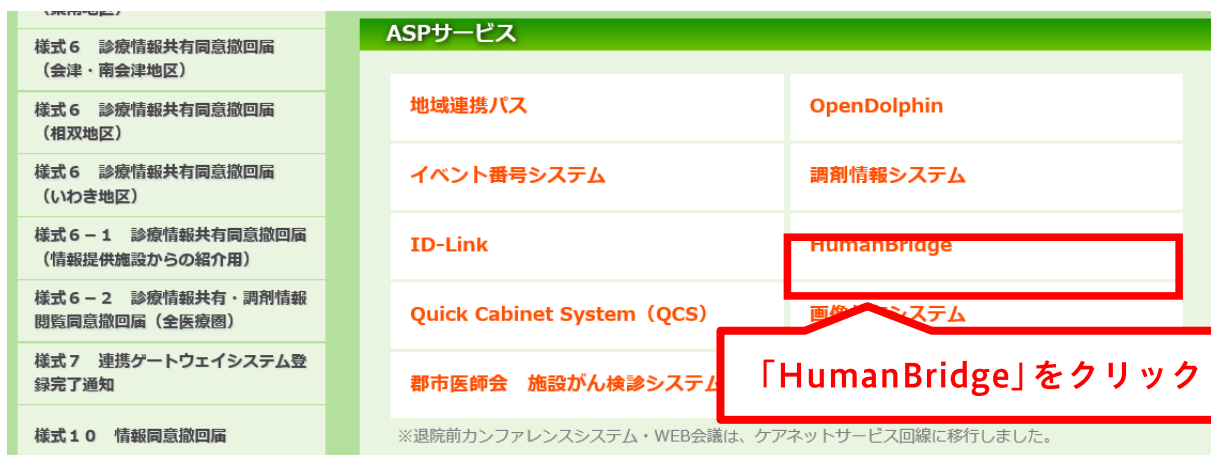 様式６　診療情報共有同意撤回届
（会津・南会津地区）
様式６　診療情報共有同意撤回届
（相双地区）
様式６　診療情報共有同意撤回届
（いわき地区）
様式６－１　診療情報共有同意撤回届
（情報提供施設からの紹介用）
様式６－２　診療情報共有・調剤情報
閲覧同意撤回届（全医療圏）
様式７　連携ゲートウェイシステム登
録完了通知
様式１０　情報同意撤回届
ASPサービス
地域連携パス
OpenDolphin
イベント番号システム
調剤情報システム
ID-Link
HumanBridge
Quick Cabinet System（QCS）
システム
郡市医師会　施設がん検診システム
「HumanBridge」をクリック
※退院前カンファレンスシステム・WEB会議は、ケアネットサービス回線に移行しました。